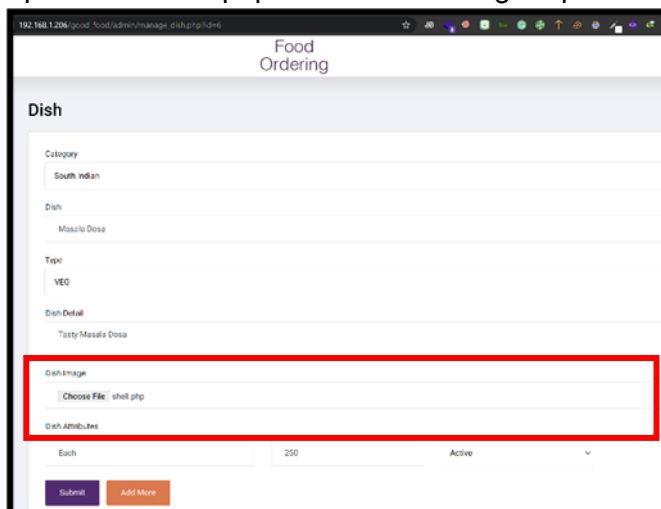 192.168.1.206/good_food/admin/manage_dish.php?id=6
Food
Ordering
Dish
Category
South Indian
Dish
Masala Dosa
Type
VEG
Dish Detail
Tasty Masala Dosa
Dish Image
Choose File shell.php
Dish Attributes
Each 250 Active
Submit Add More